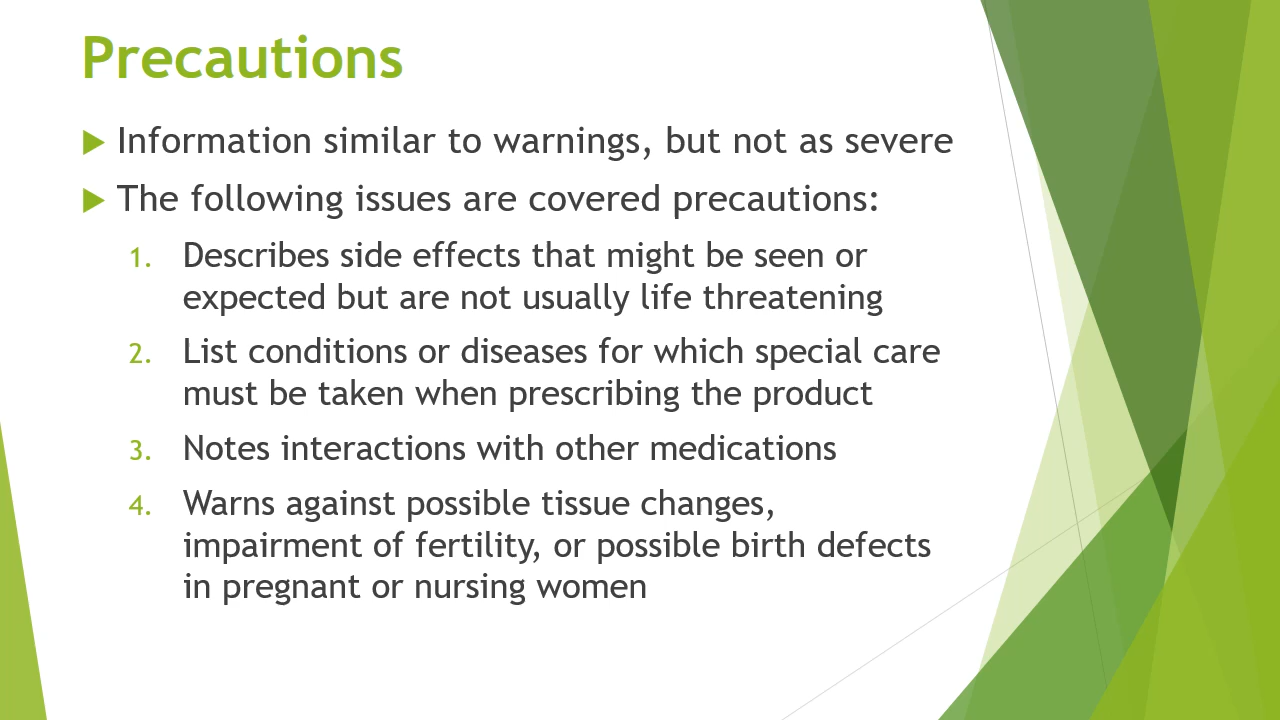 Precautions
Information similar to warnings, but not as severe
The following issues are covered precautions:
1. Describes side effects that might be seen or
expected but are not usually life threatening
2. List conditions or diseases for which special care
must be taken when prescribing the product
3. Notes interactions with other medications
4. Warns against possible tissue changes,
impairment of fertility, or possible birth defects
in pregnant or nursing women